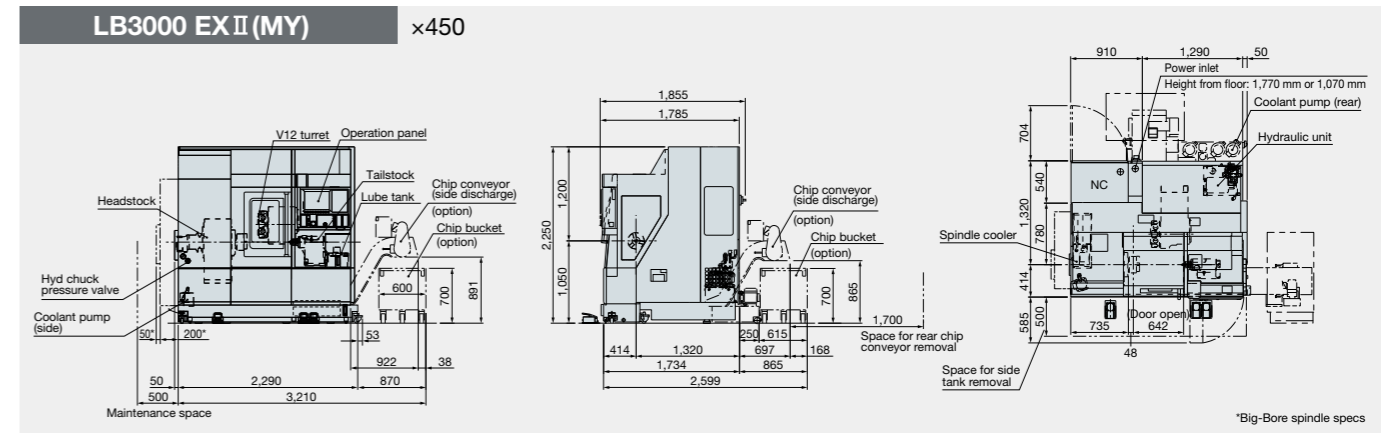 LB3000 EXⅡ(MY)
×450
V12 turret
Operation panel
Tailstock
Lube tank
Headstock
Chip conveyor
(side discharge)
(option)
Chip bucket
(option)
Hyd chuck
pressure valve
Coolant pump
(side)
600
700
891
50*
200*
53
922
38
50
2,290
870
500
3,210
Maintenance space
1,855
1,785
2,250
1,200
1,050
Chip conveyor
(side discharge)
(option)
Chip bucket
(option)
700
865
1,700
Space for rear chip
conveyor removal
250
615
414
1,320
697
168
1,734
865
2,599
910
1,290
50
Power inlet
Height from floor: 1,770 mm or 1,070 mm
Coolant pump (rear)
Hydraulic unit
704
540
1,320
780
414
585
500
NC
Spindle cooler
(Door open)
735
642
48
Space for side
tank removal
*Big-Bore spindle specs